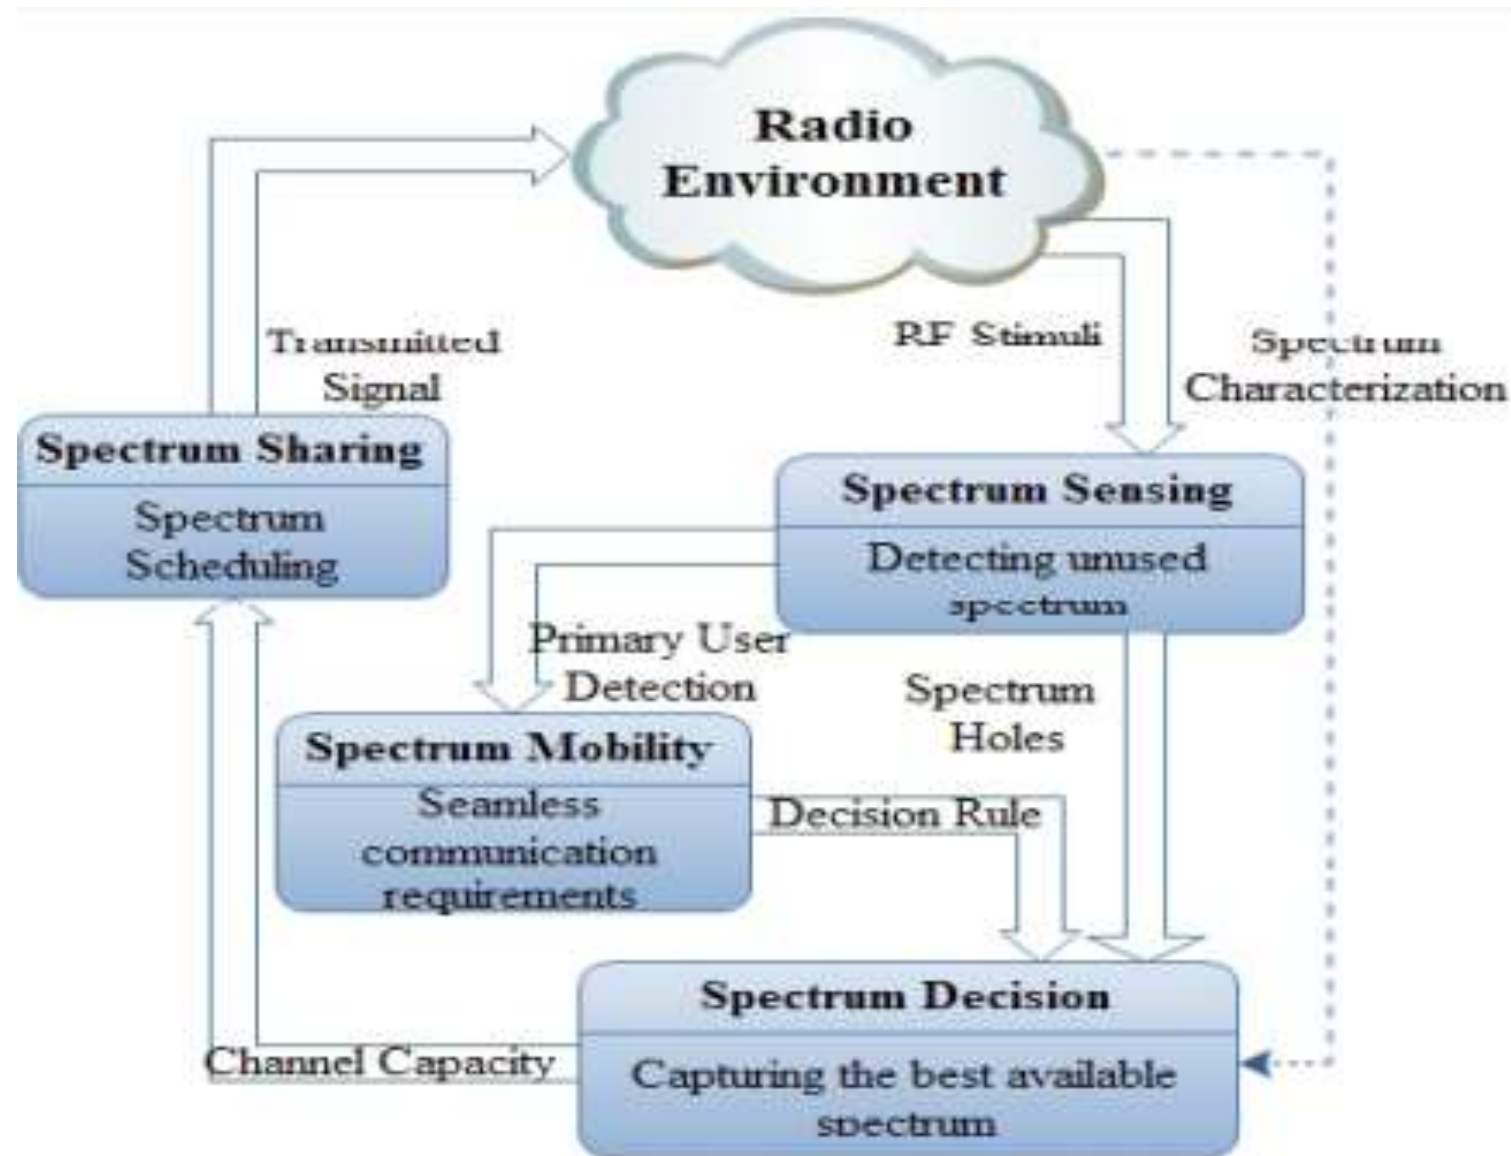 Radio
Environment
Transmitted
Signal
RF Stimuli
Spectrum
Characterization
Spectrum Sharing
Spectrum
Scheduling
Spectrum Sensing
Detecting unused
spectrum
Primary User
Detection
Spectrum
Holes
Spectrum Mobility
Seamless
communication
requirements
Decision Rule
Spectrum Decision
Capturing the best available
spectrum
Channel Capacity